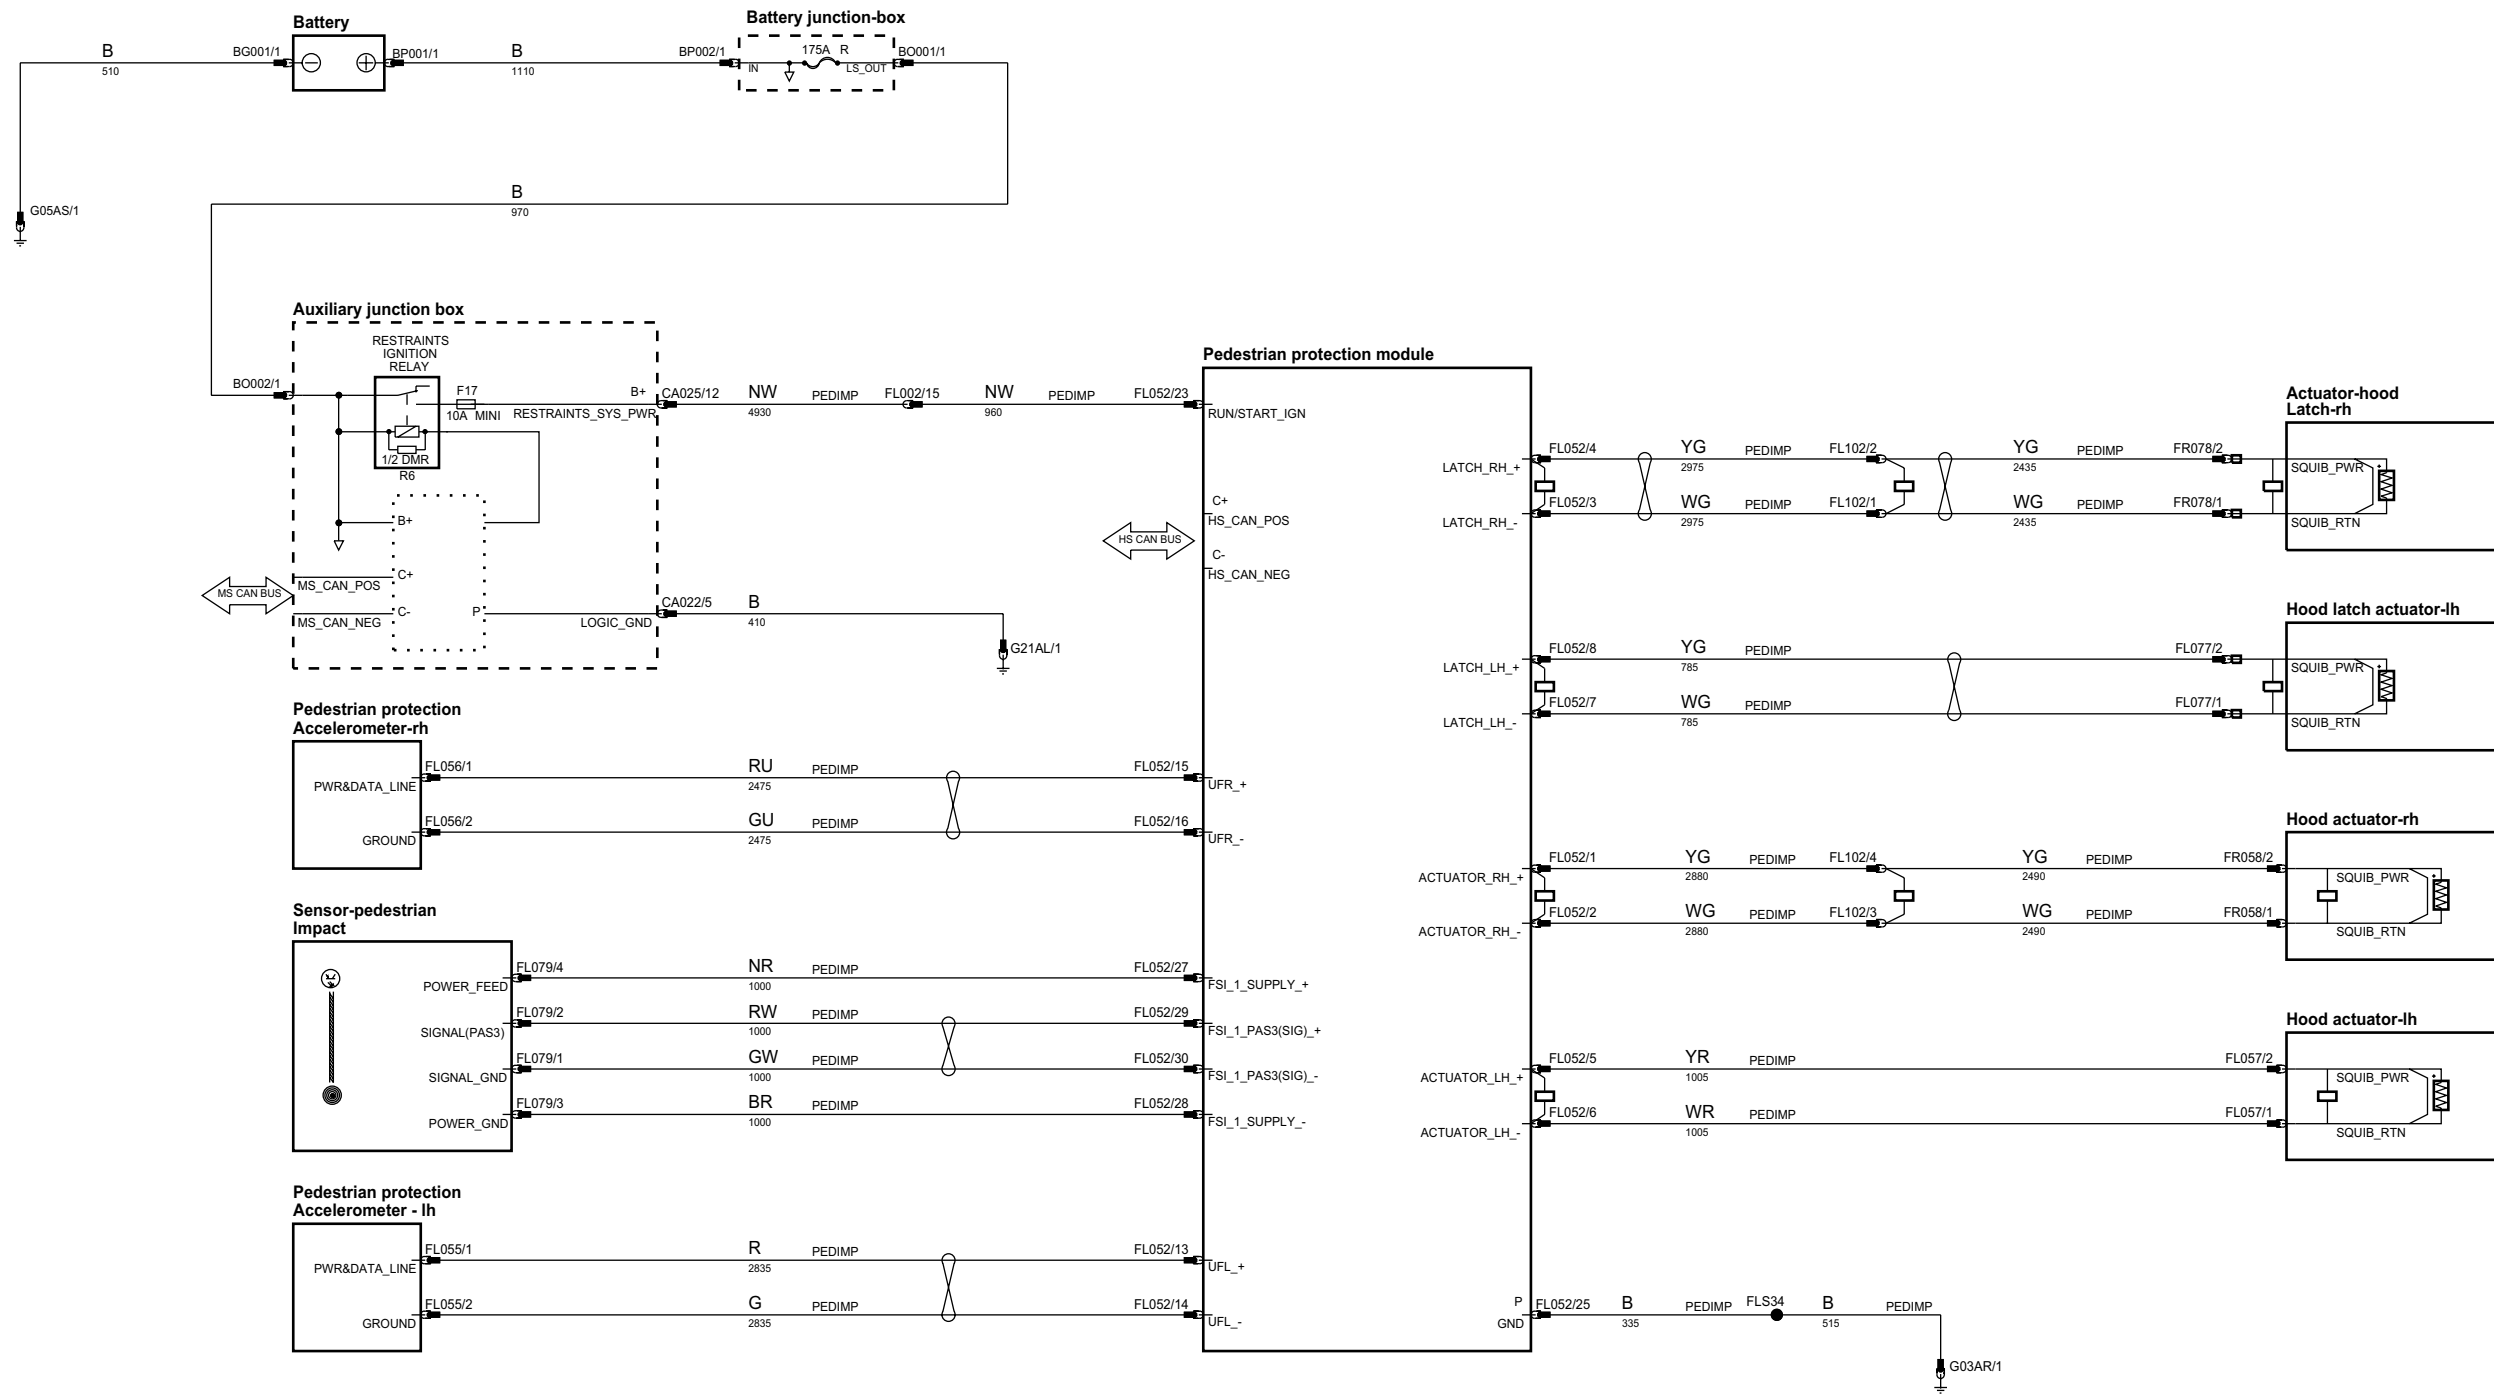 Battery
Battery junction-box
B
510
BG001/1
BP001/1
B
1110
BP002/1
175A R
IN
LS_OUT
BO001/1
G05AS/1
B
970
Auxiliary junction box
RESTRAINTS
IGNITION
RELAY
BO002/1
F17
10A MINI
B+
RESTRAINTS_SYS_PWR
1/2 DMR
R6
B+
C+
C-
P
MS CAN BUS
MS_CAN_POS
MS_CAN_NEG
LOGIC_GND
CA025/12
NW
4930
PEDIMP
FL002/15
NW
960
PEDIMP
FL052/23
CA022/5
B
410
G21AL/1
Pedestrian protection
Accelerometer-rh
PWR&DATA_LINE
GROUND
FL056/1
RU
2475
PEDIMP
FL052/15
FL056/2
GU
2475
PEDIMP
FL052/16
Sensor-pedestrian
Impact
POWER_FEED
SIGNAL(PAS3)
SIGNAL_GND
POWER_GND
FL079/4
NR
1000
PEDIMP
FL052/27
FL079/2
RW
1000
PEDIMP
FL052/29
FL079/1
GW
1000
PEDIMP
FL052/30
FL079/3
BR
1000
PEDIMP
FL052/28
Pedestrian protection
Accelerometer - lh
PWR&DATA_LINE
GROUND
FL055/1
R
2835
PEDIMP
FL052/13
FL055/2
G
2835
PEDIMP
FL052/14
Pedestrian protection module
RUN/START_IGN
C+
HS_CAN_POS
HS CAN BUS
C-
HS_CAN_NEG
UFR_+
UFR_-
FSI_1_SUPPLY_+
FSI_1_PAS3(SIG)_+
FSI_1_PAS3(SIG)_-
FSI_1_SUPPLY_-
UFL_+
UFL_-
LATCH_RH_+
LATCH_RH_-
LATCH_LH_+
LATCH_LH_-
ACTUATOR_RH_+
ACTUATOR_RH_-
ACTUATOR_LH_+
ACTUATOR_LH_-
P
GND
FL052/4
YG
2975
PEDIMP
FL102/2
YG
2435
PEDIMP
FR078/2
FL052/3
WG
2975
PEDIMP
FL102/1
WG
2435
PEDIMP
FR078/1
Actuator-hood
Latch-rh
SQUIB_PWR
SQUIB_RTN
FL052/8
YG
785
PEDIMP
FL077/2
FL052/7
WG
785
PEDIMP
FL077/1
Hood latch actuator-lh
SQUIB_PWR
SQUIB_RTN
FL052/1
YG
2880
PEDIMP
FL102/4
YG
2490
PEDIMP
FR058/2
FL052/2
WG
2880
PEDIMP
FL102/3
WG
2490
PEDIMP
FR058/1
Hood actuator-rh
SQUIB_PWR
SQUIB_RTN
FL052/5
YR
1005
PEDIMP
FL057/2
FL052/6
WR
1005
PEDIMP
FL057/1
Hood actuator-lh
SQUIB_PWR
SQUIB_RTN
FL052/25
B
335
PEDIMP
FLS34
B
515
PEDIMP
G03AR/1